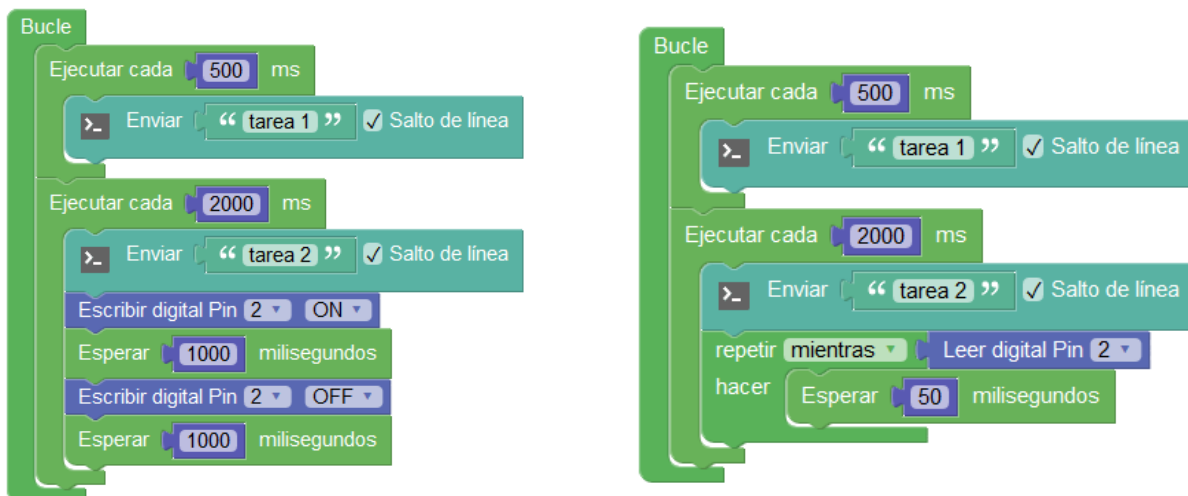 Bucle
Ejecutar cada 500 ms
>_ Enviar “ tarea 1 ” Salto de línea
Ejecutar cada 2000 ms
>_ Enviar “ tarea 2 ” Salto de línea
Escribir digital Pin 2 ON
Esperar 1000 milisegundos
Escribir digital Pin 2 OFF
Esperar 1000 milisegundos
Bucle
Ejecutar cada 500 ms
>_ Enviar “ tarea 1 ” Salto de línea
Ejecutar cada 2000 ms
>_ Enviar “ tarea 2 ” Salto de línea
repetir mientras Leer digital Pin 2
hacer Esperar 50 milisegundos